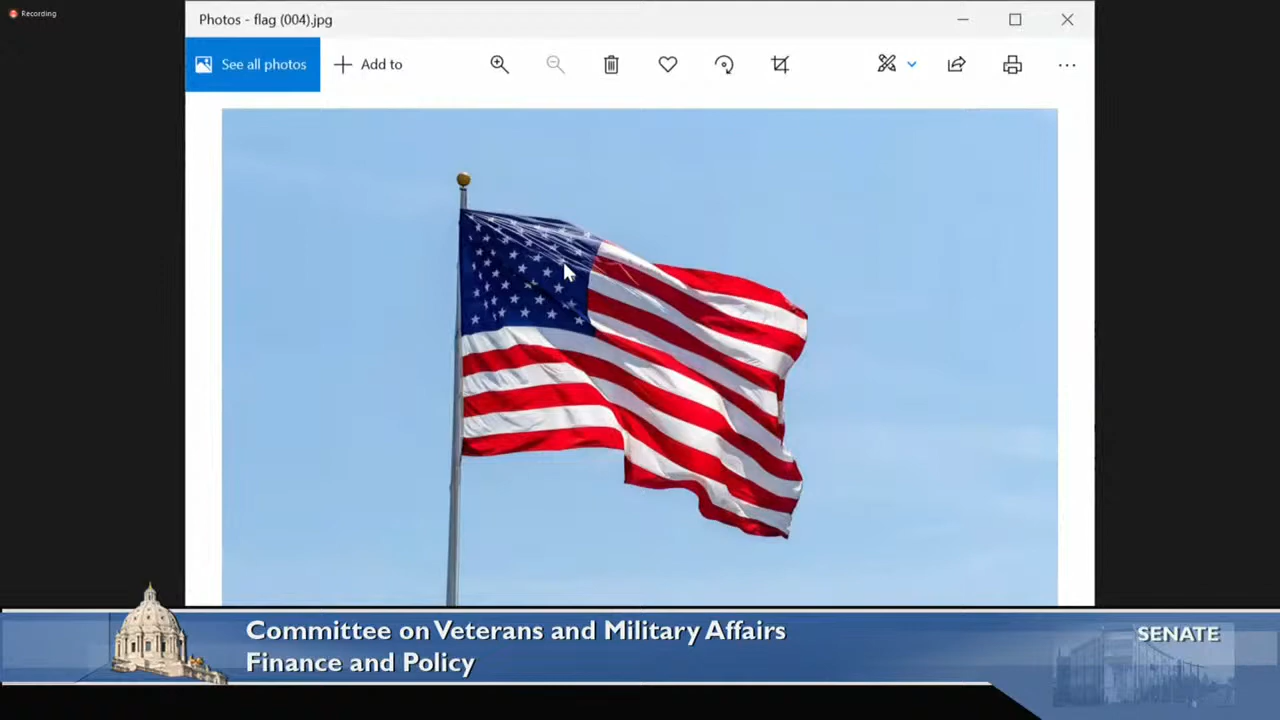 Recording
Photos - flag (004).jpg
See all photos
Add to
Committee on Veterans and Military Affairs
Finance and Policy
SENATE